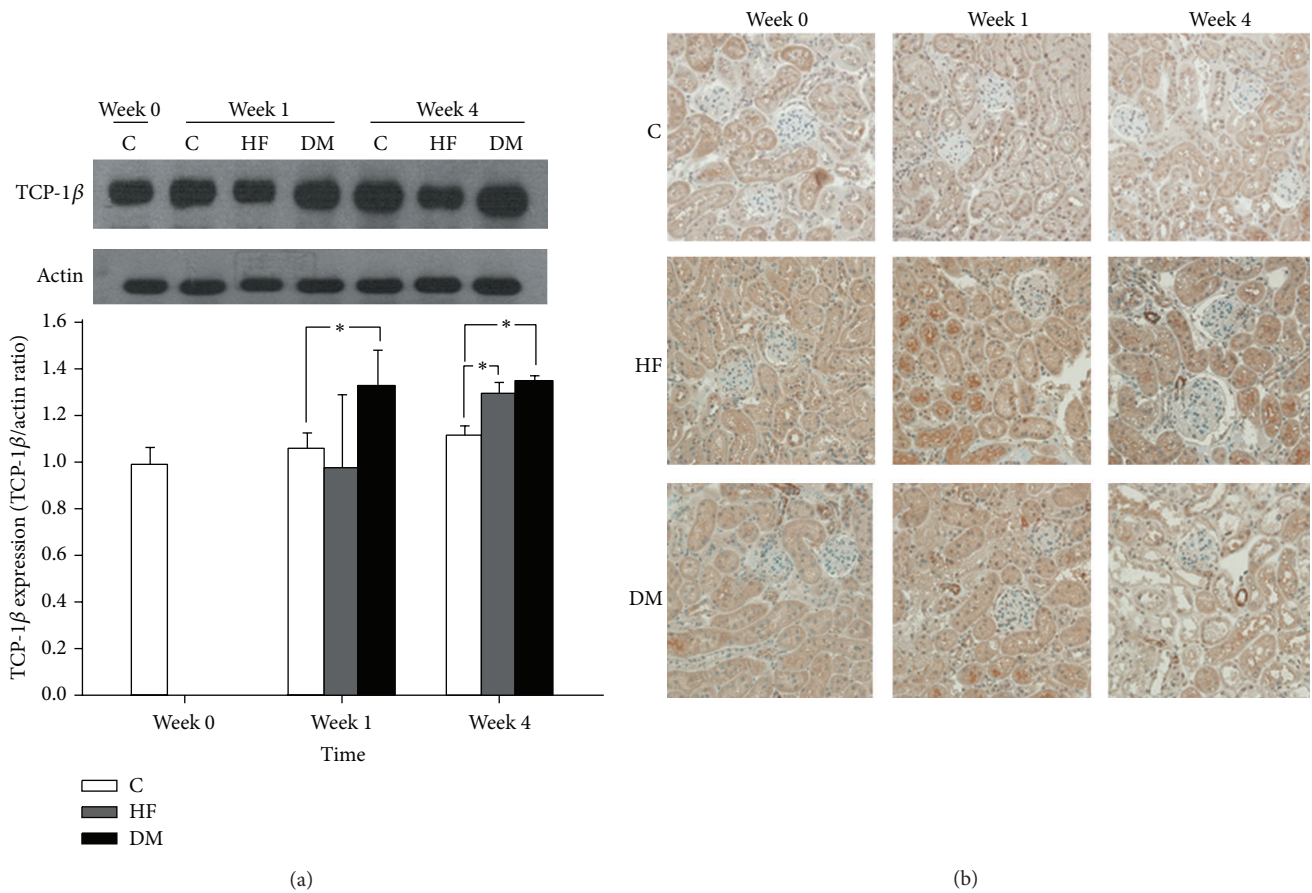 Week 0 Week 1 Week 4
C C HF DM C HF DM
TCP-1β
Actin
TCP-1β expression (TCP-1β/actin ratio)
1.6
1.4
1.2
1.0
0.8
0.6
0.4
0.2
0.0
* * *
Week 0 Week 1 Week 4
Time
C
HF
DM
(a)
Week 0 Week 1 Week 4
C
HF
DM
(b)